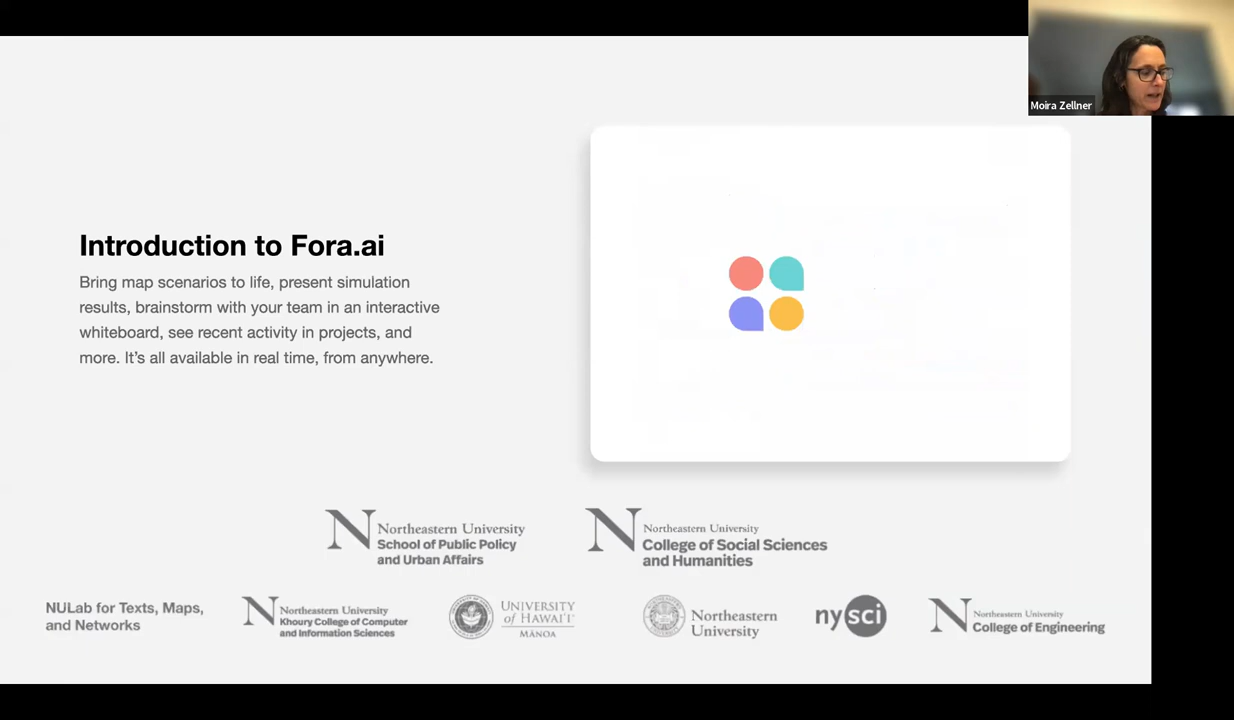 Moira Zellner
Introduction to Fora.ai
Bring map scenarios to life, present simulation
results, brainstorm with your team in an interactive
whiteboard, see recent activity in projects, and
more. It's all available in real time, from anywhere.
Northeastern University
School of Public Policy
and Urban Affairs
Northeastern University
College of Social Sciences
and Humanities
NULab for Texts, Maps,
and Networks
Northeastern University
Khoury College of Computer
and Information Sciences
UNIVERSITY
of HAWAI'I
MĀNOA
Northeastern
University
nysci
Northeastern University
College of Engineering